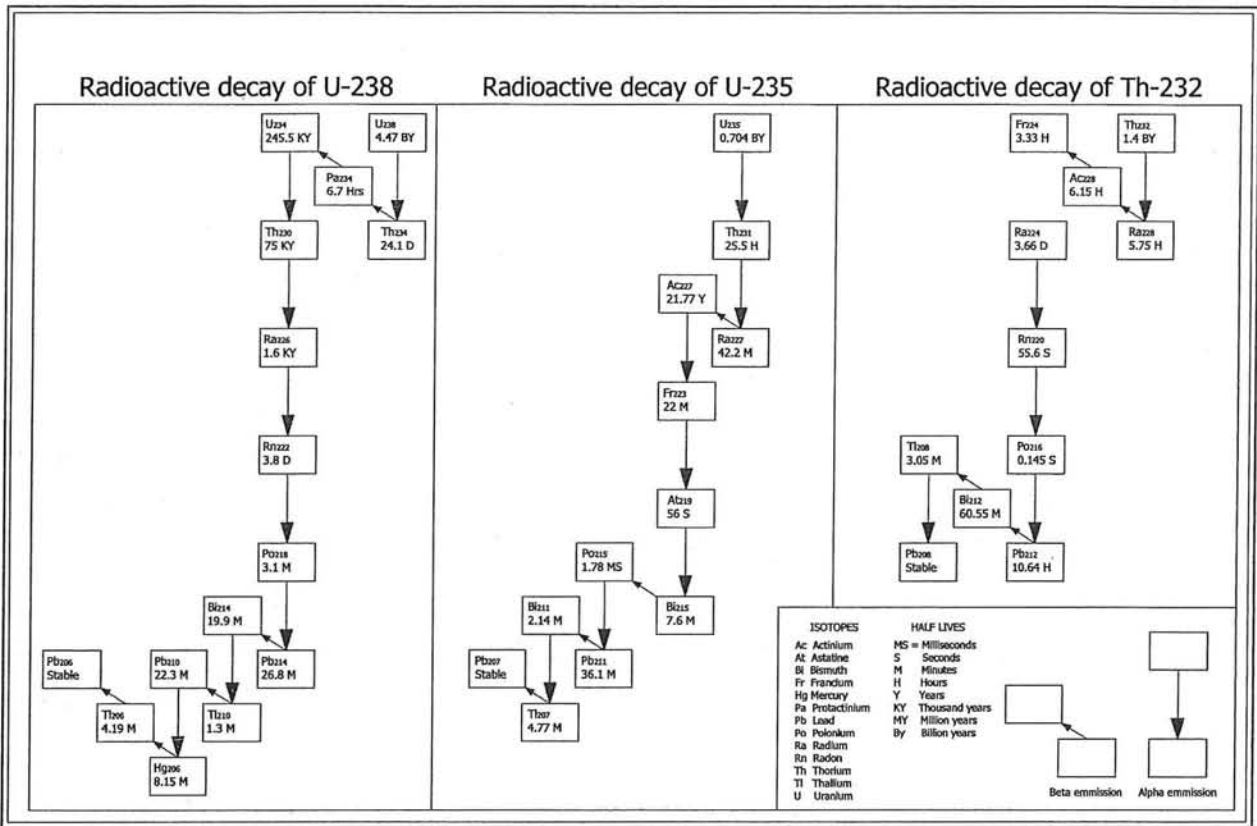 Radioactive decay of U-238
U234
245.5 KY
U238
4.47 BY
Pa234
6.7 Hrs
Th230
75 KY
Th234
24.1 D
Ra226
1.6 KY
Rn222
3.8 D
Po218
3.1 M
Bi214
19.9 M
Pb206
Stable
Pb210
22.3 M
Pb214
26.8 M
Tl206
4.19 M
Tl210
1.3 M
Hg206
8.15 M
Radioactive decay of U-235
U235
0.704 BY
Th231
25.5 H
Ac227
21.77 Y
Ra227
42.2 M
Fr223
22 M
At219
56 S
Po215
1.78 MS
Bi211
2.14 M
Bi215
7.6 M
Pb207
Stable
Pb211
36.1 M
Tl207
4.77 M
Radioactive decay of Th-232
Fr224
3.33 H
Th232
1.4 BY
Ac228
6.15 H
Ra224
3.66 D
Ra228
5.75 H
Rn220
55.6 S
Tl208
3.05 M
Po216
0.145 S
Bi212
60.55 M
Pb208
Stable
Pb212
10.64 H
ISOTOPES
Ac Actinium
At Astatine
Bi Bismuth
Fr Francium
Hg Mercury
Pa Protactinium
Pb Lead
Po Polonium
Ra Radium
Rn Radon
Th Thorium
Tl Thallium
U Uranium
HALF LIVES
MS = Milliseconds
S Seconds
M Minutes
H Hours
Y Years
KY Thousand years
MY Million years
By Billion years
Beta emmission
Alpha emmission